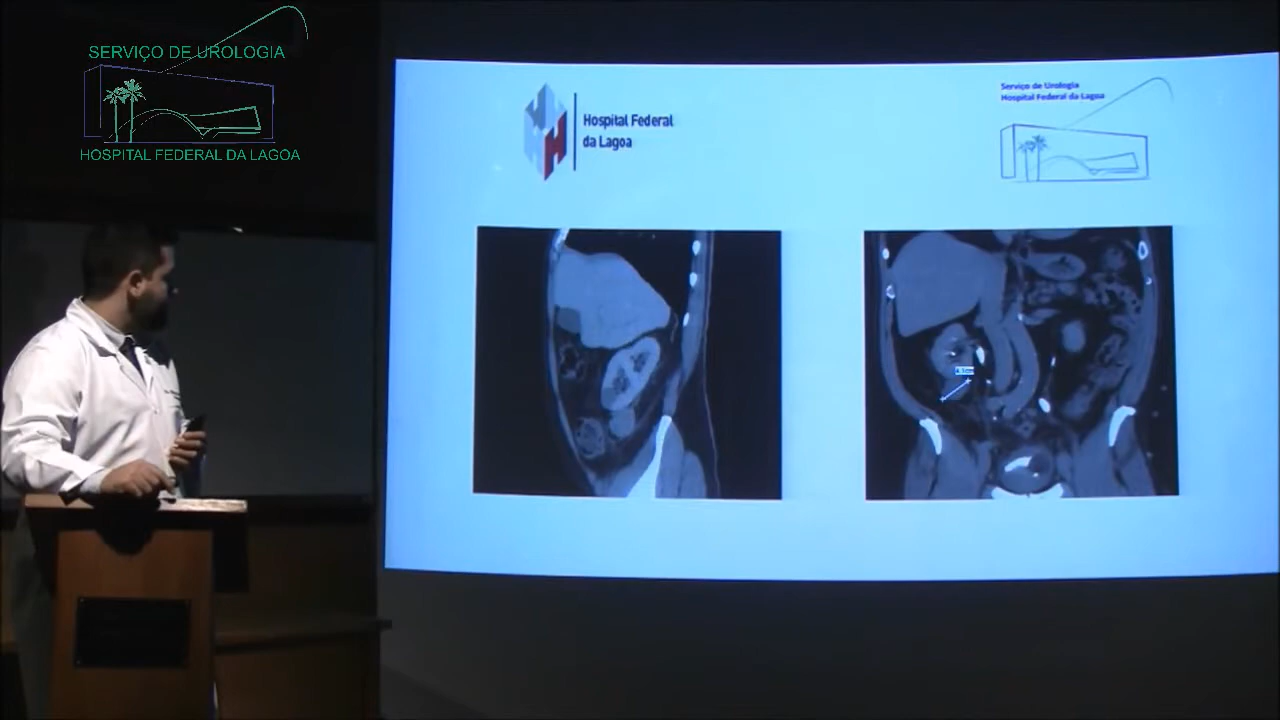 SERVIÇO DE UROLOGIA
HOSPITAL FEDERAL DA LAGOA
Hospital Federal
da Lagoa
Serviço de Urologia
Hospital Federal da Lagoa